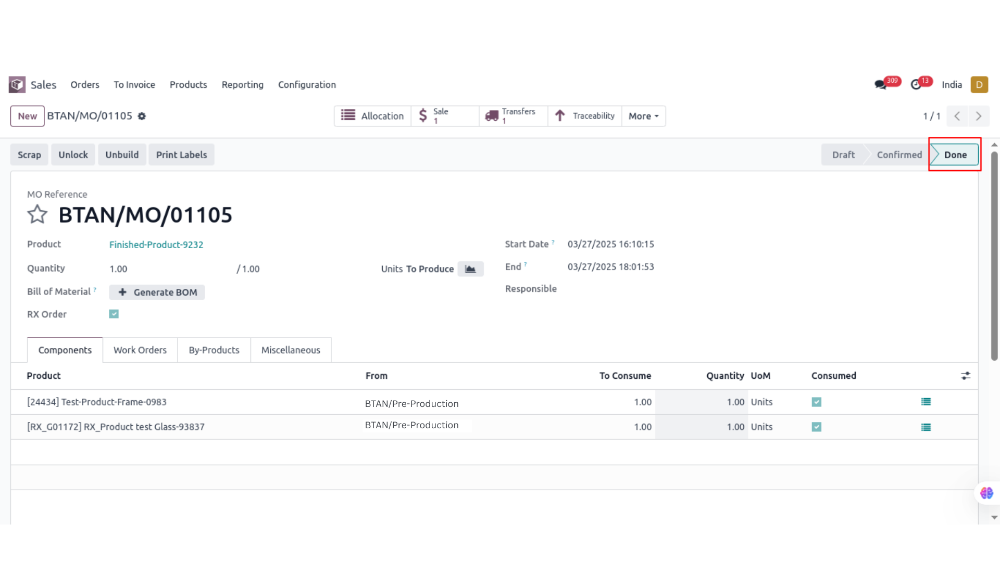 Sales Orders To Invoice Products Reporting Configuration 309 13 India D
New BTAN/MO/01105 Allocation Sale 1 Transfers 1 Traceability More 1 / 1
Scrap Unlock Unbuild Print Labels Draft Confirmed Done
MO Reference
BTAN/MO/01105
Product Finished-Product-9232 Start Date ? 03/27/2025 16:10:15
Quantity 1.00 / 1.00 Units To Produce End ? 03/27/2025 18:01:53
Bill of Material ? + Generate BOM Responsible
RX Order
Components Work Orders By-Products Miscellaneous
Product From To Consume Quantity UoM Consumed
[24434] Test-Product-Frame-0983 BTAN/Pre-Production 1.00 1.00 Units
[RX_G01172] RX_Product test Glass-93837 BTAN/Pre-Production 1.00 1.00 Units